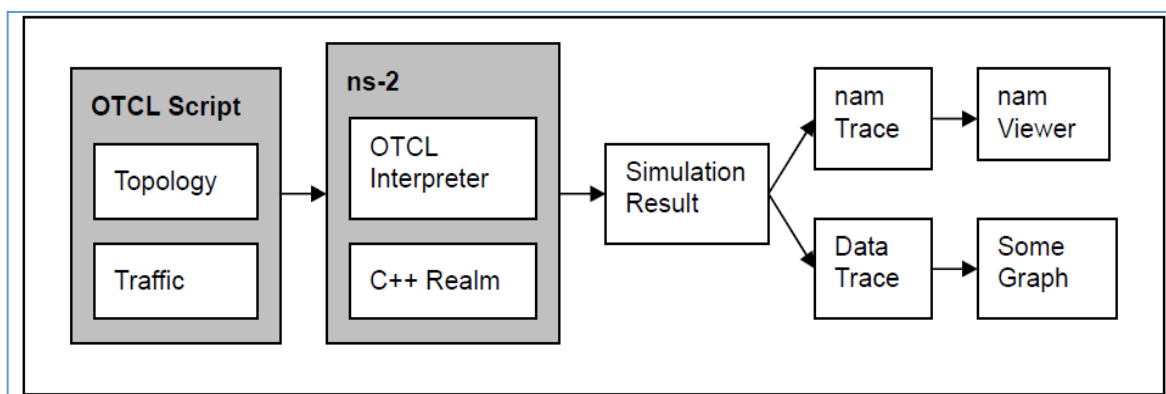 OTCL Script
Topology
Traffic
ns-2
OTCL
Interpreter
C++ Realm
Simulation
Result
nam
Trace
nam
Viewer
Data
Trace
Some
Graph